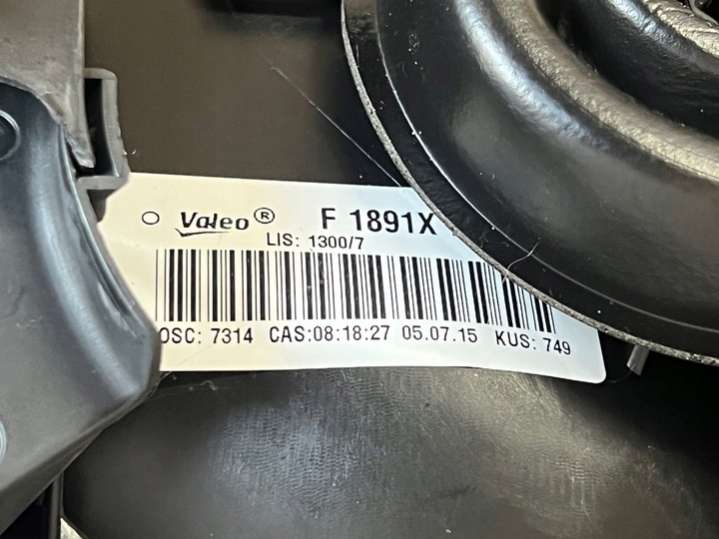 Valeo® F 1891X
LIS: 1300/7
OSC: 7314 CAS:08:18:27 05.07.15 KUS: 749